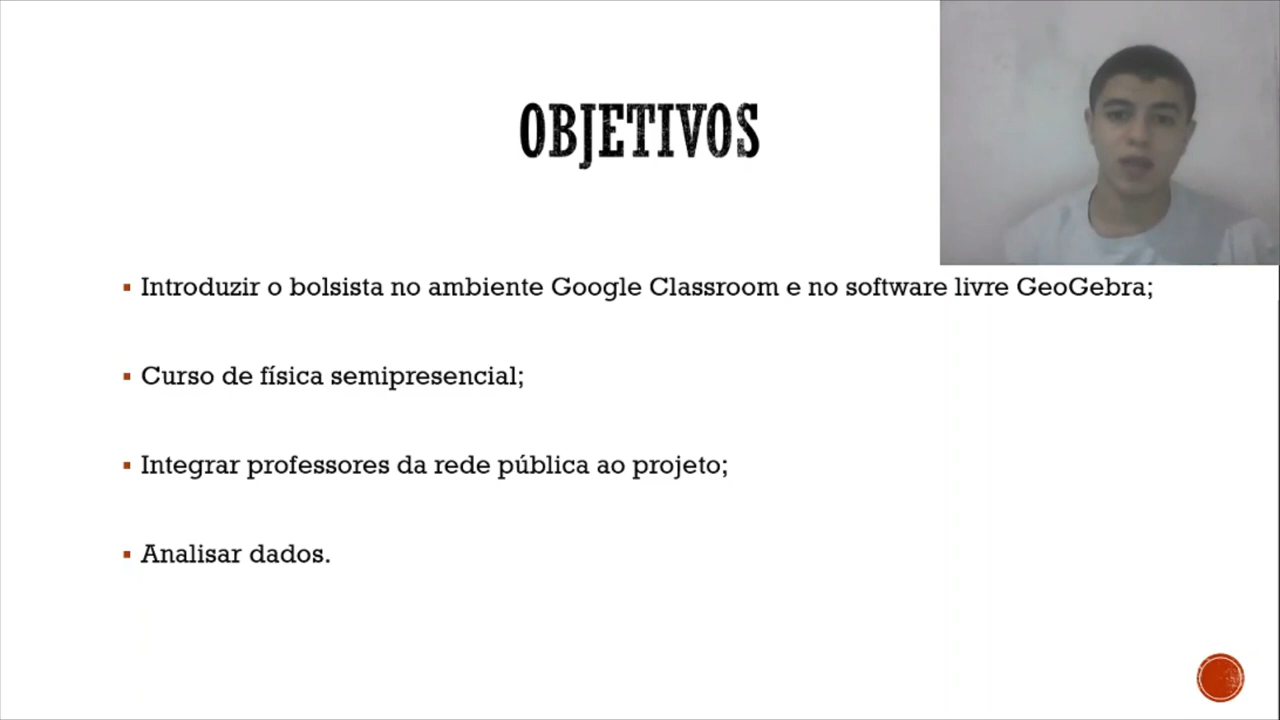 OBJETIVOS
Introduzir o bolsista no ambiente Google Classroom e no software livre GeoGebra;
Curso de física semipresencial;
Integrar professores da rede pública ao projeto;
Analisar dados.